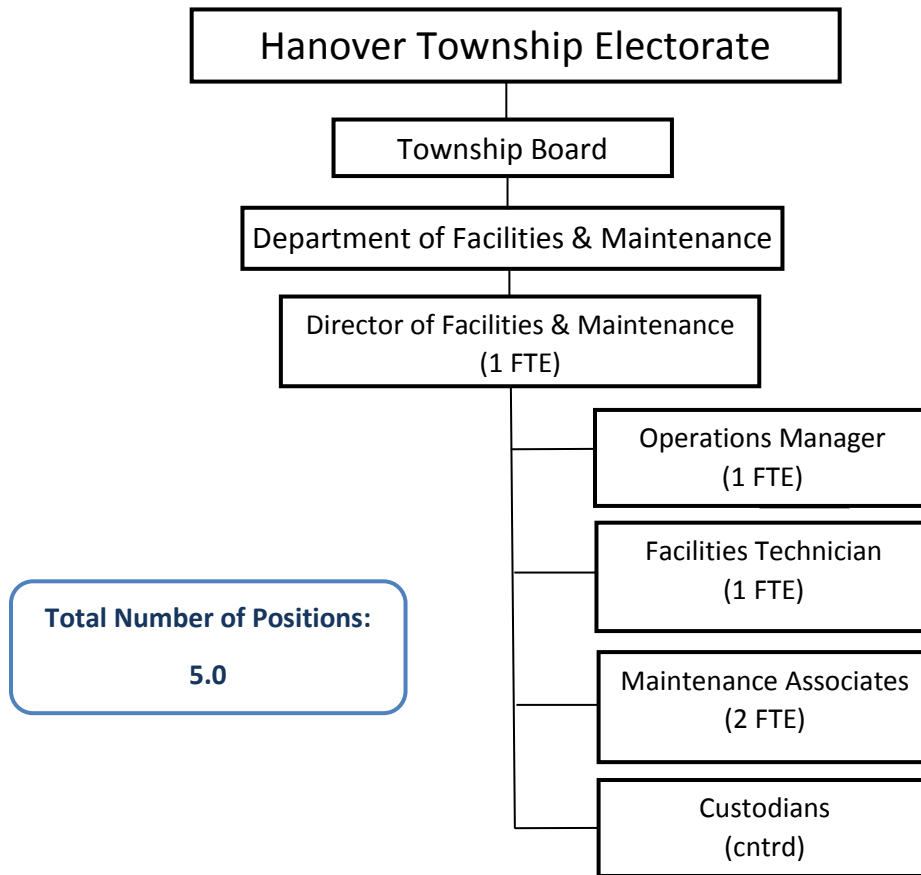 Hanover Township Electorate
Township Board
Department of Facilities & Maintenance
Director of Facilities & Maintenance
(1 FTE)
Operations Manager
(1 FTE)
Facilities Technician
(1 FTE)
Total Number of Positions:
5.0
Maintenance Associates
(2 FTE)
Custodians
(cntrd)